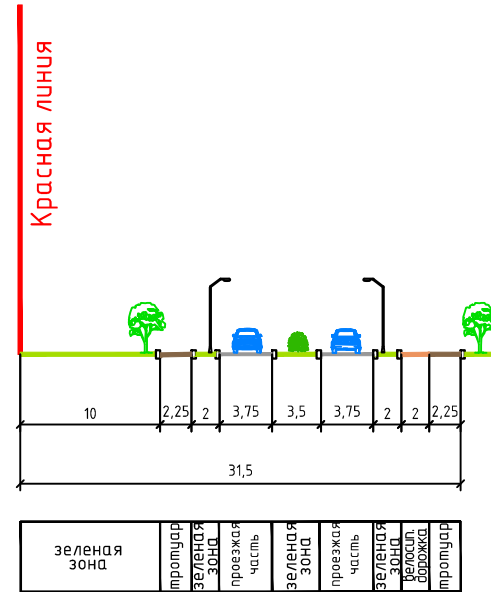 Красная линия
10
2,25
2
3,75
3,5
3,75
2
2
2,25
31,5
зеленая
зона
тротуар
зеленая
зона
проезжая
часть
зеленая
зона
проезжая
часть
зеленая
зона
велосип.
дорожка
тротуар